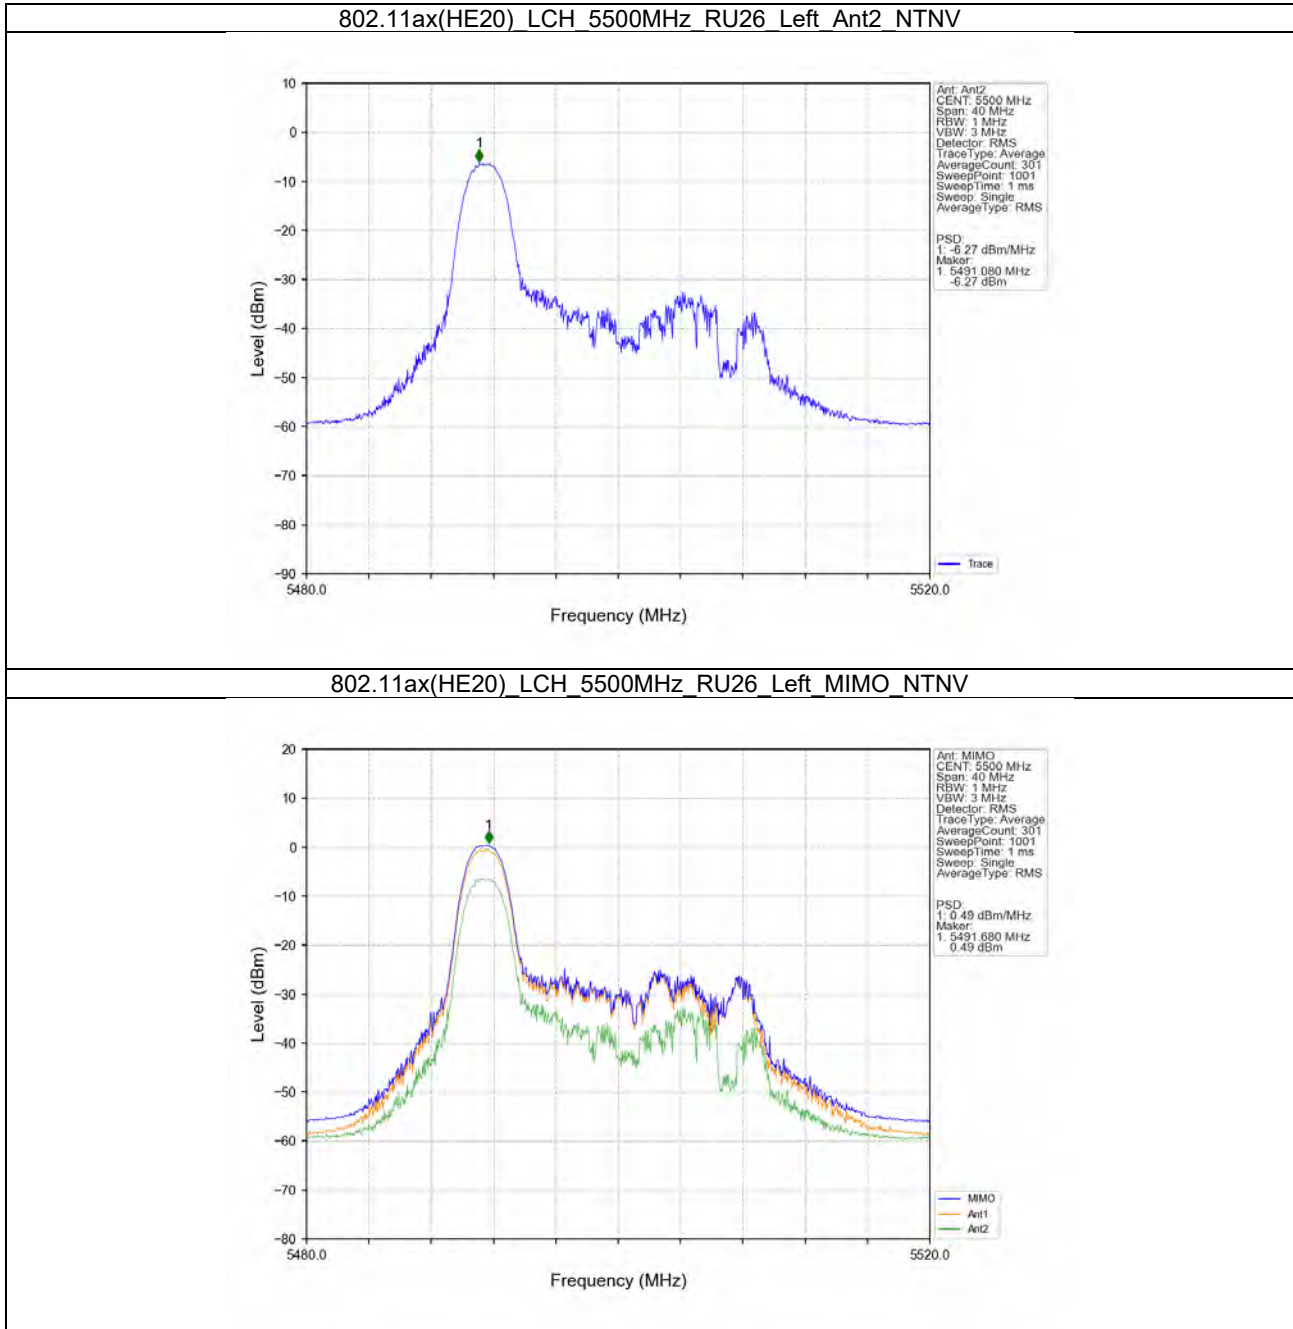 802.11ax(HE20)_LCH_5500MHz_RU26_Left_Ant2_NTNV
10
0
−10
−20
−30
−40
−50
−60
−70
−80
−90
Level (dBm)
1
5480.0
5520.0
Frequency (MHz)
Ant: Ant2
CENT: 5500 MHz
Span: 40 MHz
RBW: 1 MHz
VBW: 3 MHz
Detector: RMS
TraceType: Average
AverageCount: 301
SweepPoint: 1001
SweepTime: 1 ms
Sweep: Single
AverageType: RMS
PSD:
1: -6.27 dBm/MHz
Maker:
1. 5491.080 MHz
-6.27 dBm
Trace
802.11ax(HE20)_LCH_5500MHz_RU26_Left_MIMO_NTNV
20
10
0
−10
−20
−30
−40
−50
−60
−70
−80
Level (dBm)
1
5480.0
5520.0
Frequency (MHz)
Ant: MIMO
CENT: 5500 MHz
Span: 40 MHz
RBW: 1 MHz
VBW: 3 MHz
Detector: RMS
TraceType: Average
AverageCount: 301
SweepPoint: 1001
SweepTime: 1 ms
Sweep: Single
AverageType: RMS
PSD:
1: 0.49 dBm/MHz
Maker:
1. 5491.680 MHz
0.49 dBm
MIMO
Ant1
Ant2